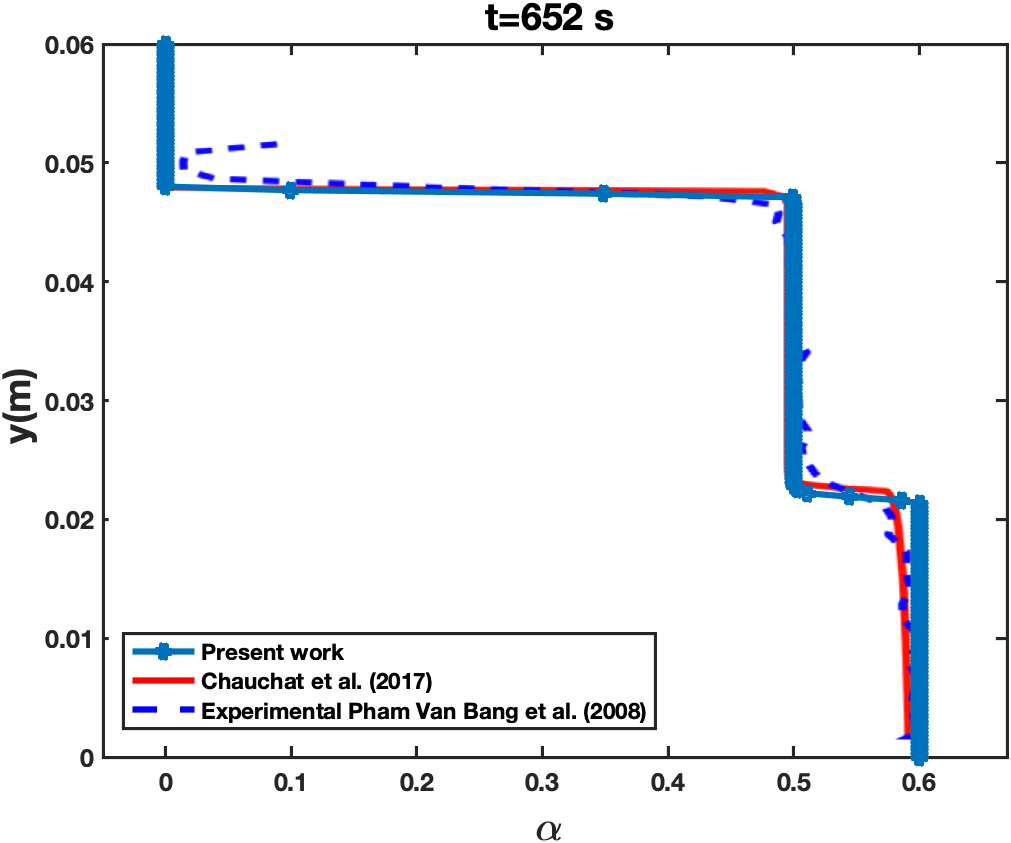 t=652 s
0.06
0.05
0.04
0.03
0.02
0.01
0
y(m)
Present work
Chauchat et al. (2017)
Experimental Pham Van Bang et al. (2008)
0 0.1 0.2 0.3 0.4 0.5 0.6
α